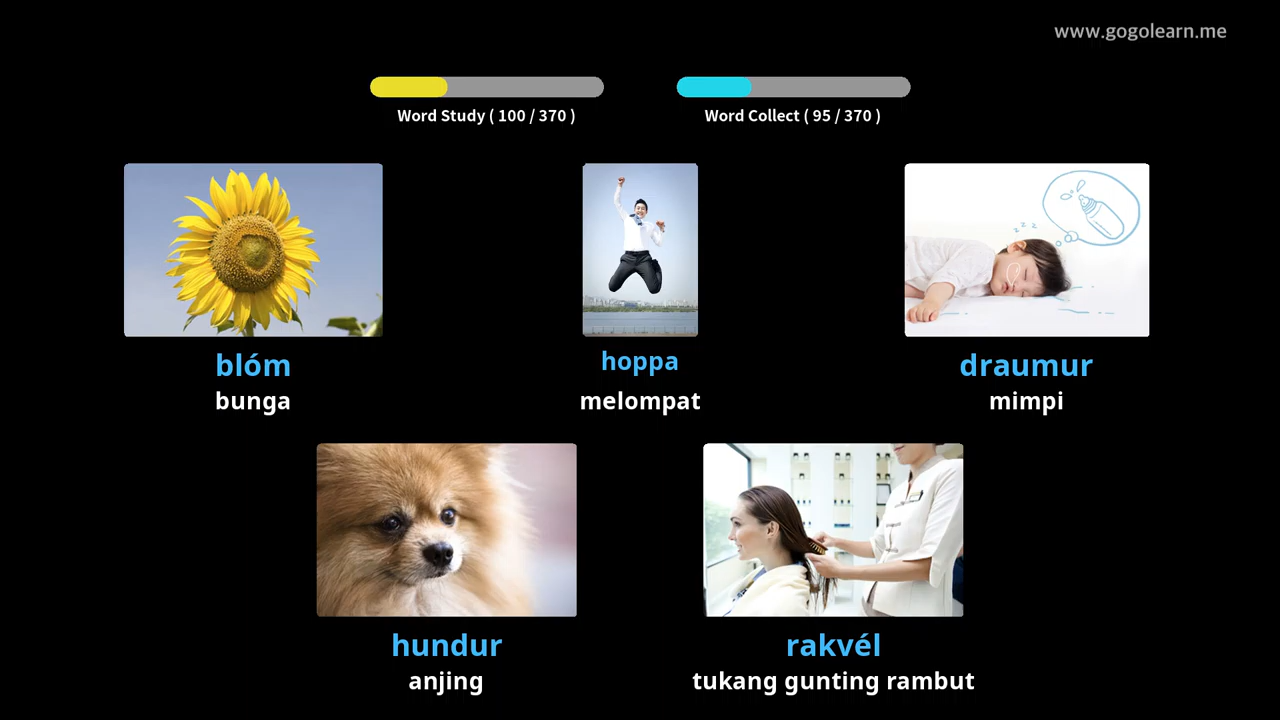 www.gogolearn.me
Word Study ( 100 / 370 )
Word Collect ( 95 / 370 )
blóm
bunga
hoppa
melompat
z z z
draumur
mimpi
hundur
anjing
rakvél
tukang gunting rambut